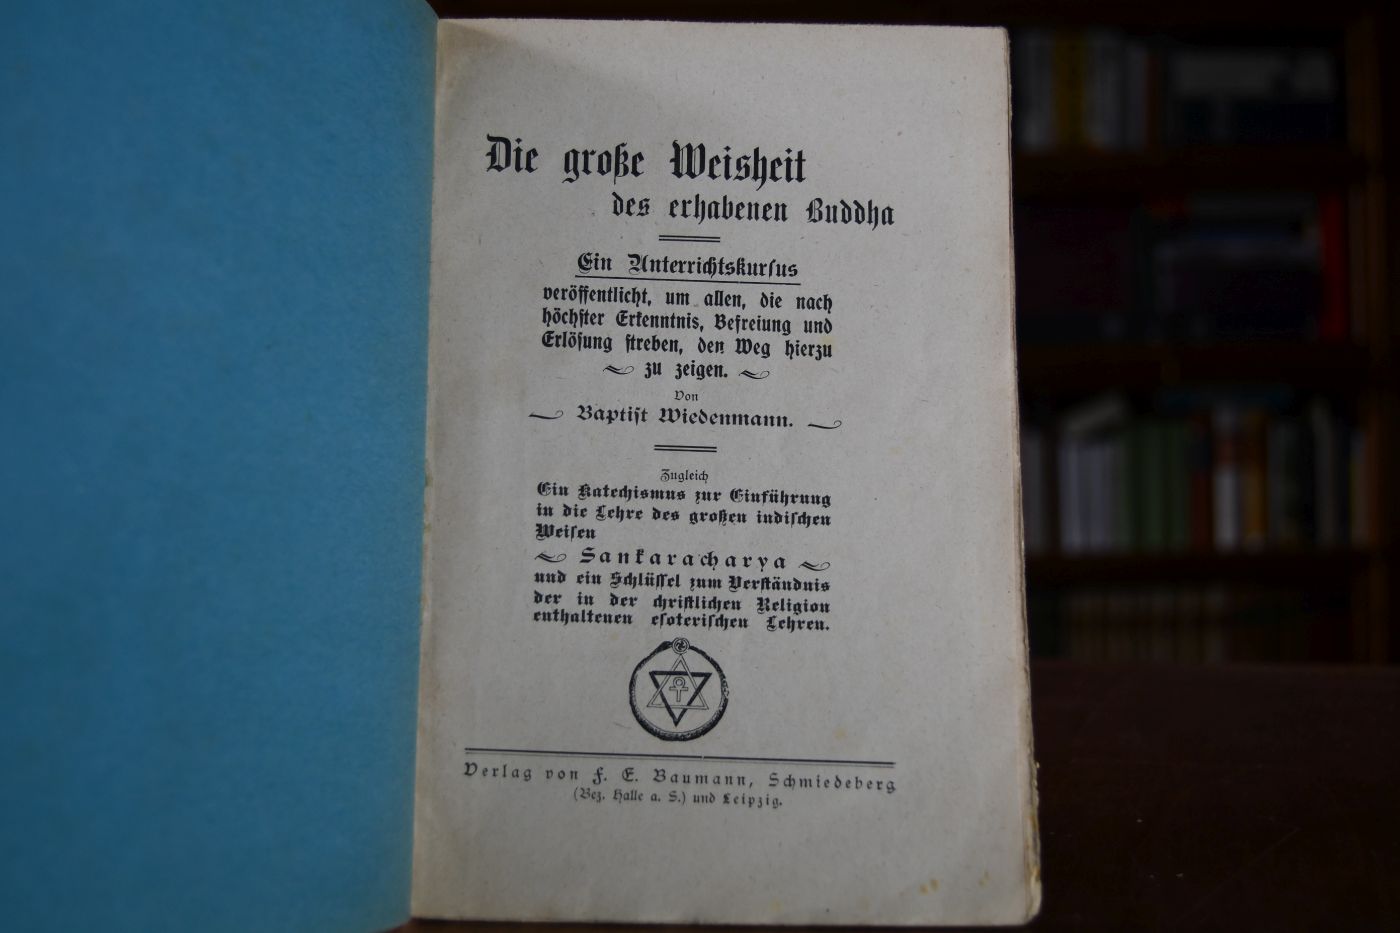 Die große Weisheit
des erhabenen Buddha
Ein Unterrichtskursus
veröffentlicht, um allen, die nach
höchster Erkenntnis, Befreiung und
Erlösung streben, den Weg hierzu
zu zeigen.
Von
Baptist Wiedenmann.
Zugleich
Ein Katechismus zur Einführung
in die Lehre des großen indischen
Weisen
Sankaracharya
und ein Schlüssel zum Verständnis
der in der christlichen Religion
enthaltenen esoterischen Lehren.
Verlag von F. E. Baumann, Schmiedeberg
(Bez. Halle a. S.) und Leipzig.